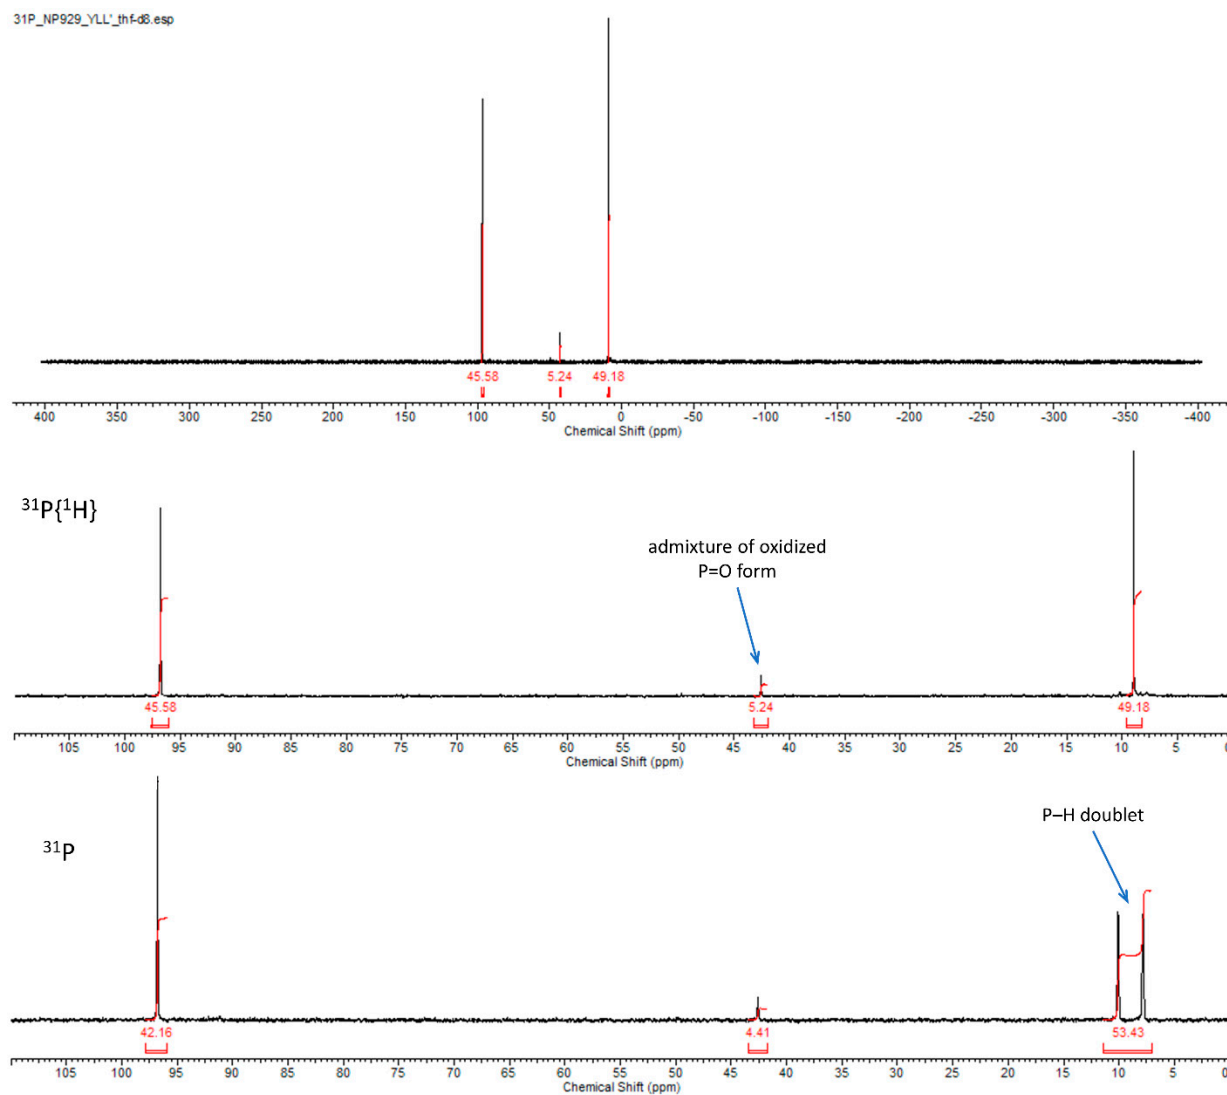 31P_NP929_YLL'_thf-d8.esp
45.58 5.24 49.18
400 350 300 250 200 150 100 50 0 -50 -100 -150 -200 -250 -300 -350 -400
Chemical Shift (ppm)
³¹P{¹H}
admixture of oxidized
P=O form
45.58 5.24 49.18
105 100 95 90 85 80 75 70 65 60 55 50 45 40 35 30 25 20 15 10 5 0
Chemical Shift (ppm)
P–H doublet
³¹P
42.16 4.41 53.43
105 100 95 90 85 80 75 70 65 60 55 50 45 40 35 30 25 20 15 10 5 0
Chemical Shift (ppm)